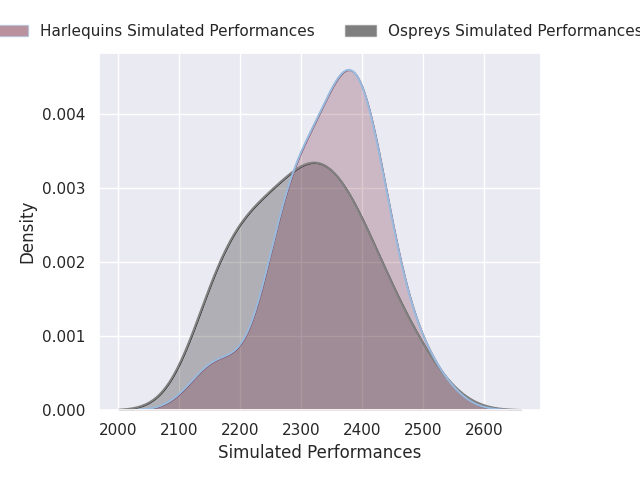 Harlequins Simulated Performances
Ospreys Simulated Performances
0.004
0.003
0.002
0.001
0.000
Density
2000 2100 2200 2300 2400 2500 2600
Simulated Performances